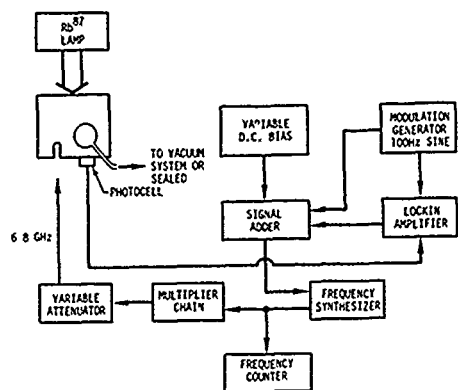 Rb87
LAMP
TO VACUUM
SYSTEM OR
SEALED
PHOTOCELL
6 8 GHz
VARIABLE
D.C. BIAS
MODULATION
GENERATOR
100Hz SINE
SIGNAL
ADDER
LOCKIN
AMPLIFIER
VARIABLE
ATTENUATOR
MULTIPLIER
CHAIN
FREQUENCY
SYNTHESIZER
FREQUENCY
COUNTER